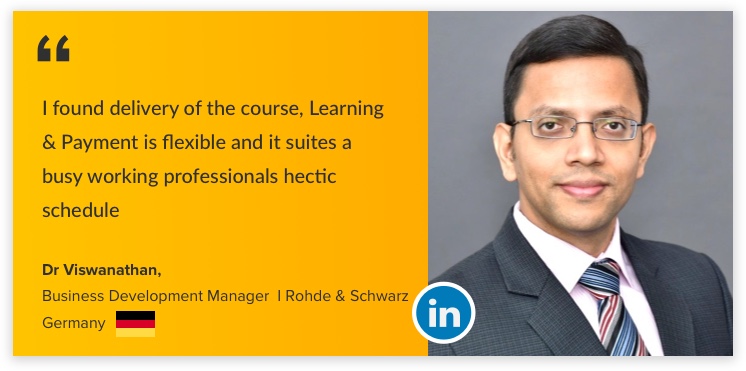 “
I found delivery of the course, Learning
& Payment is flexible and it suites a
busy working professionals hectic
schedule
Dr Viswanathan,
Business Development Manager I Rohde & Schwarz
Germany
in